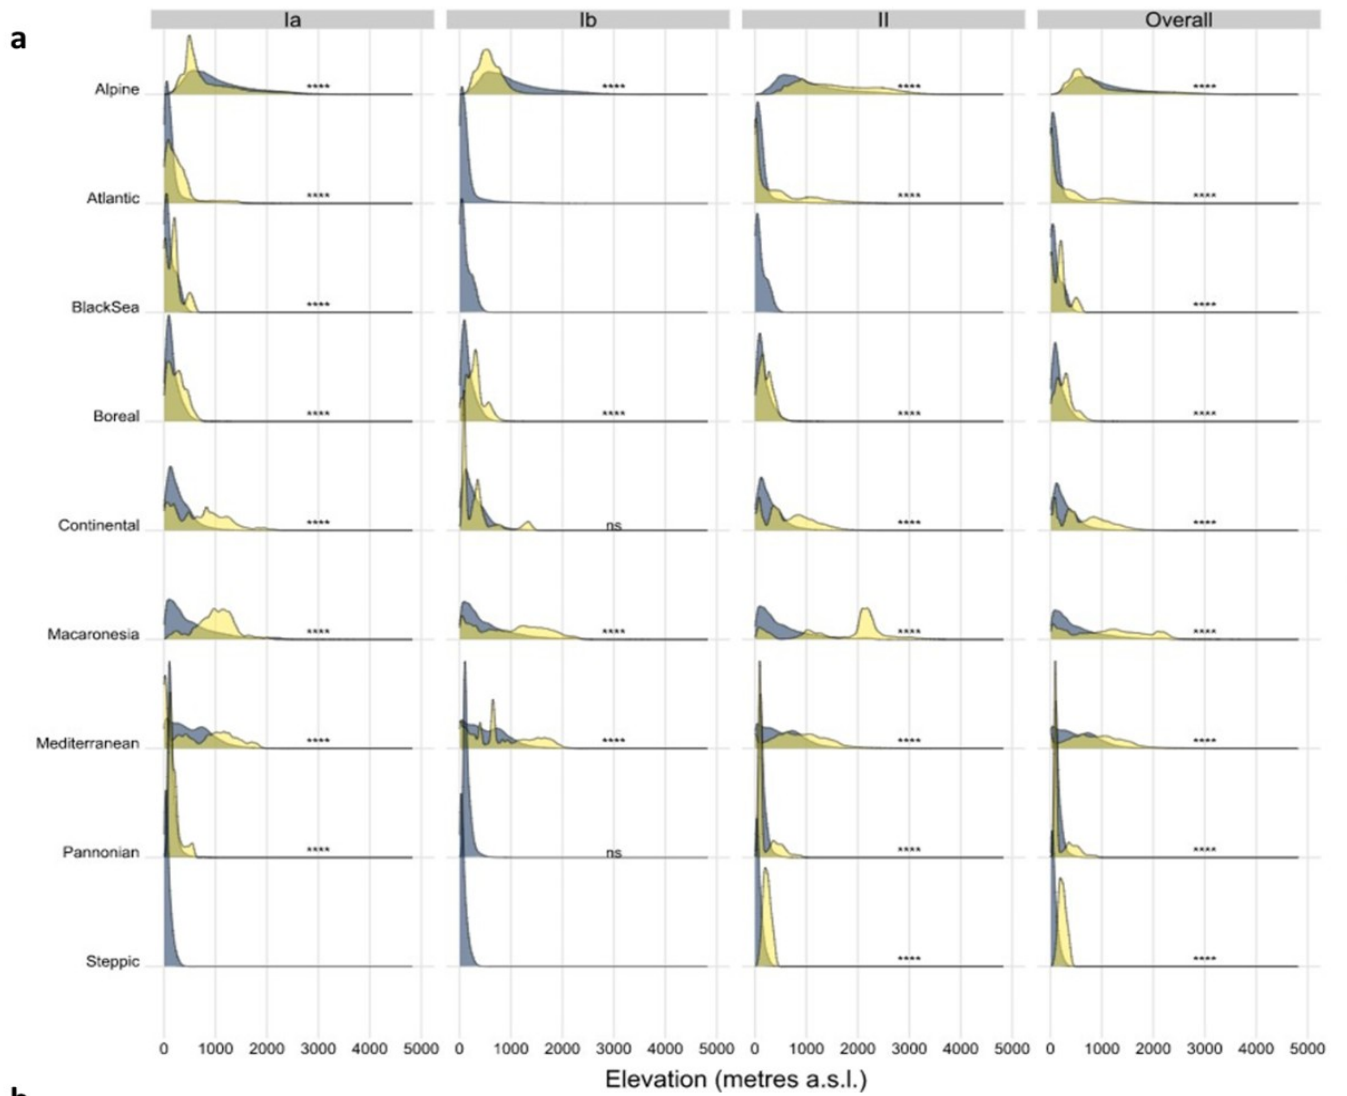 a
Ia Ib II Overall
Alpine **** **** **** ****
Atlantic **** **** ****
BlackSea **** ****
Boreal **** **** **** ****
Continental **** ns **** ****
Macaronesia **** **** **** ****
Mediterranean **** **** **** ****
Pannonian **** ns **** ****
Steppic **** ****
0 1000 2000 3000 4000 5000 0 1000 2000 3000 4000 5000 0 1000 2000 3000 4000 5000 0 1000 2000 3000 4000 5000
Elevation (metres a.s.l.)